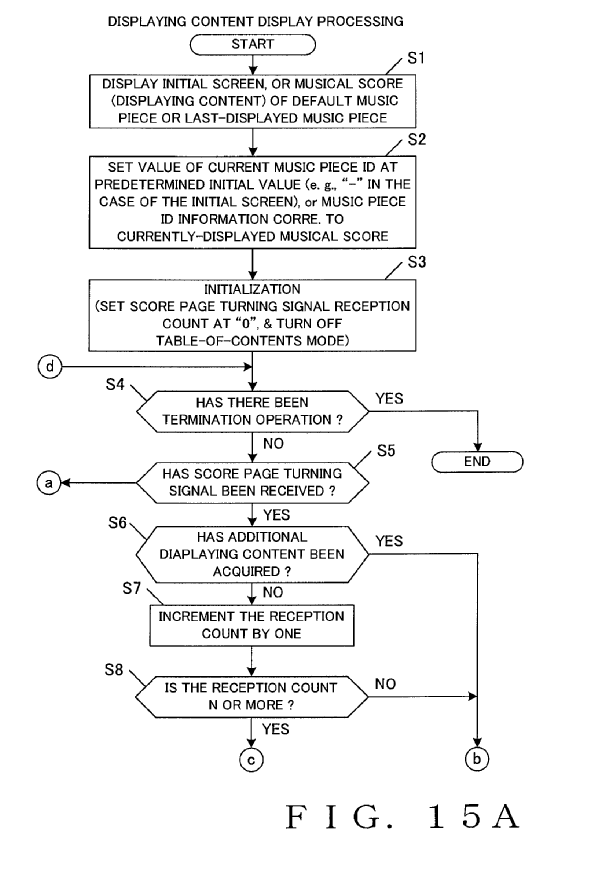 DISPLAYING CONTENT DISPLAY PROCESSING
START
S1
DISPLAY INITIAL SCREEN, OR MUSICAL SCORE
(DISPLAYING CONTENT) OF DEFAULT MUSIC
PIECE OR LAST-DISPLAYED MUSIC PIECE
S2
SET VALUE OF CURRENT MUSIC PIECE ID AT
PREDETERMINED INITIAL VALUE (e. g., “-” IN THE
CASE OF THE INITIAL SCREEN), or MUSIC PIECE
ID INFORMATION CORRE. TO
CURRENTLY-DISPLAYED MUSICAL SCORE
S3
INITIALIZATION
(SET SCORE PAGE TURNING SIGNAL RECEPTION
COUNT AT “0”, & TURN OFF
TABLE-OF-CONTENTS MODE)
d
S4
HAS THERE BEEN
TERMINATION OPERATION ?
YES
NO
END
S5
HAS SCORE PAGE TURNING
SIGNAL BEEN RECEIVED ?
a
YES
S6
HAS ADDITIONAL
DIAPLAYING CONTENT BEEN
ACQUIRED ?
YES
NO
S7
INCREMENT THE RECEPTION
COUNT BY ONE
S8
IS THE RECEPTION COUNT
N OR MORE ?
NO
YES
c
b
FIG. 15A